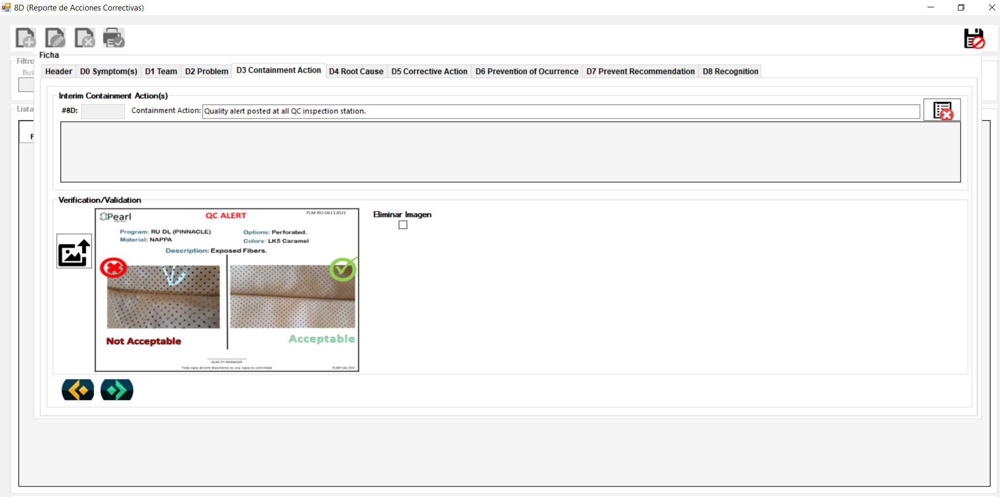 8D (Reporte de Acciones Correctivas)
Filtro
Bus
Lista
F
Ficha
Header D0 Symptom(s) D1 Team D2 Problem D3 Containment Action D4 Root Cause D5 Corrective Action D6 Prevention of Ocurrence D7 Prevent Recommendation D8 Recognition
Interim Containment Action(s)
#8D: Containment Action: Quality alert posted at all QC inspection station.
Verification/Validation
Pearl QC ALERT PLM-RU-06112021
Program: RU DL (PINNACLE) Options: Perforated.
Material: NAPPA Colors: LK5 Caramel
Description: Exposed Fibers.
Not Acceptable Acceptable
QUALITY MANAGER
Toda copia de este documento es una copia no controlada PLMF-CAL-019
Eliminar Imagen